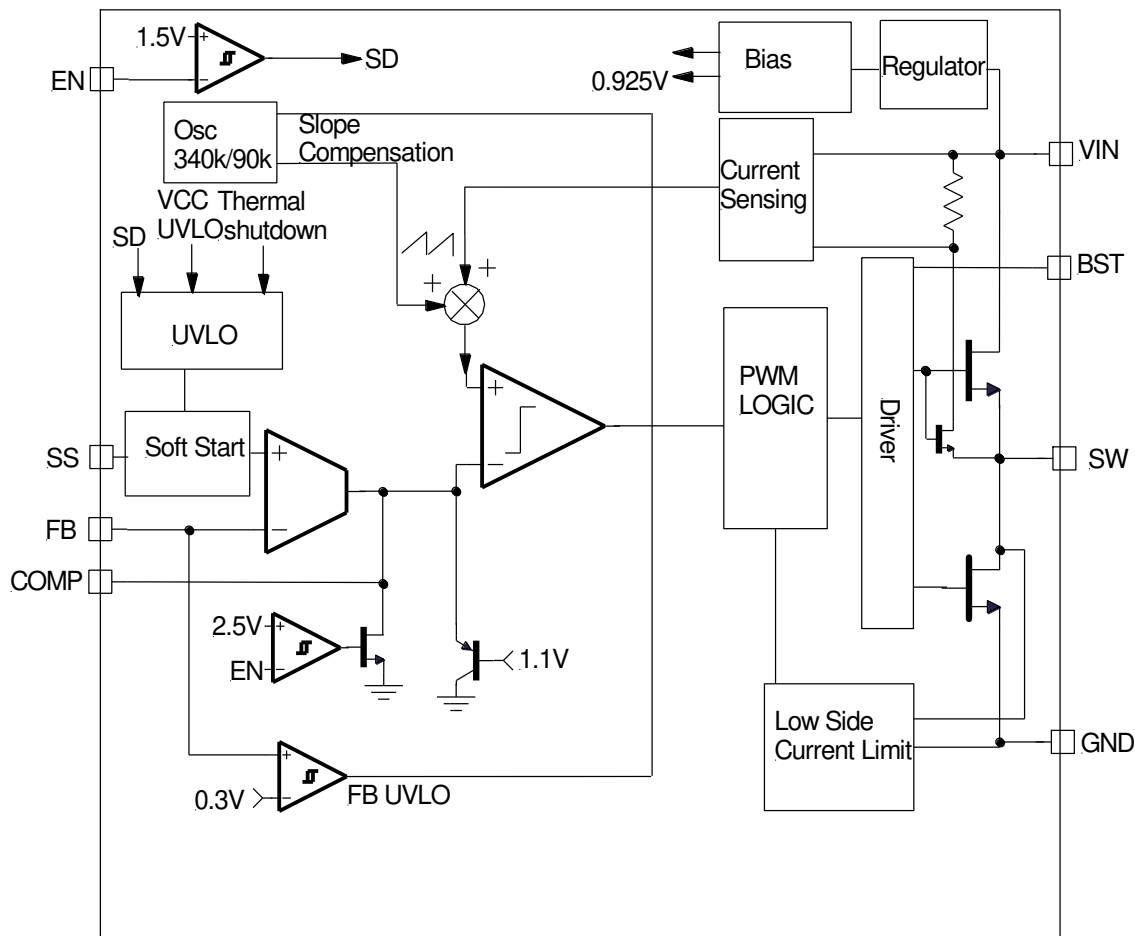 1.5V
+
−
SD
EN
Bias
Regulator
0.925V
Osc
340k/90k
Slope
Compensation
Current
Sensing
VIN
VCC Thermal
UVLO shutdown
SD
+
+
BST
UVLO
+
−
PWM
LOGIC
Driver
Soft Start
+
−
SS
SW
FB
COMP
2.5V
+
EN
−
1.1V
Low Side
Current Limit
GND
+
0.3V
−
FB UVLO